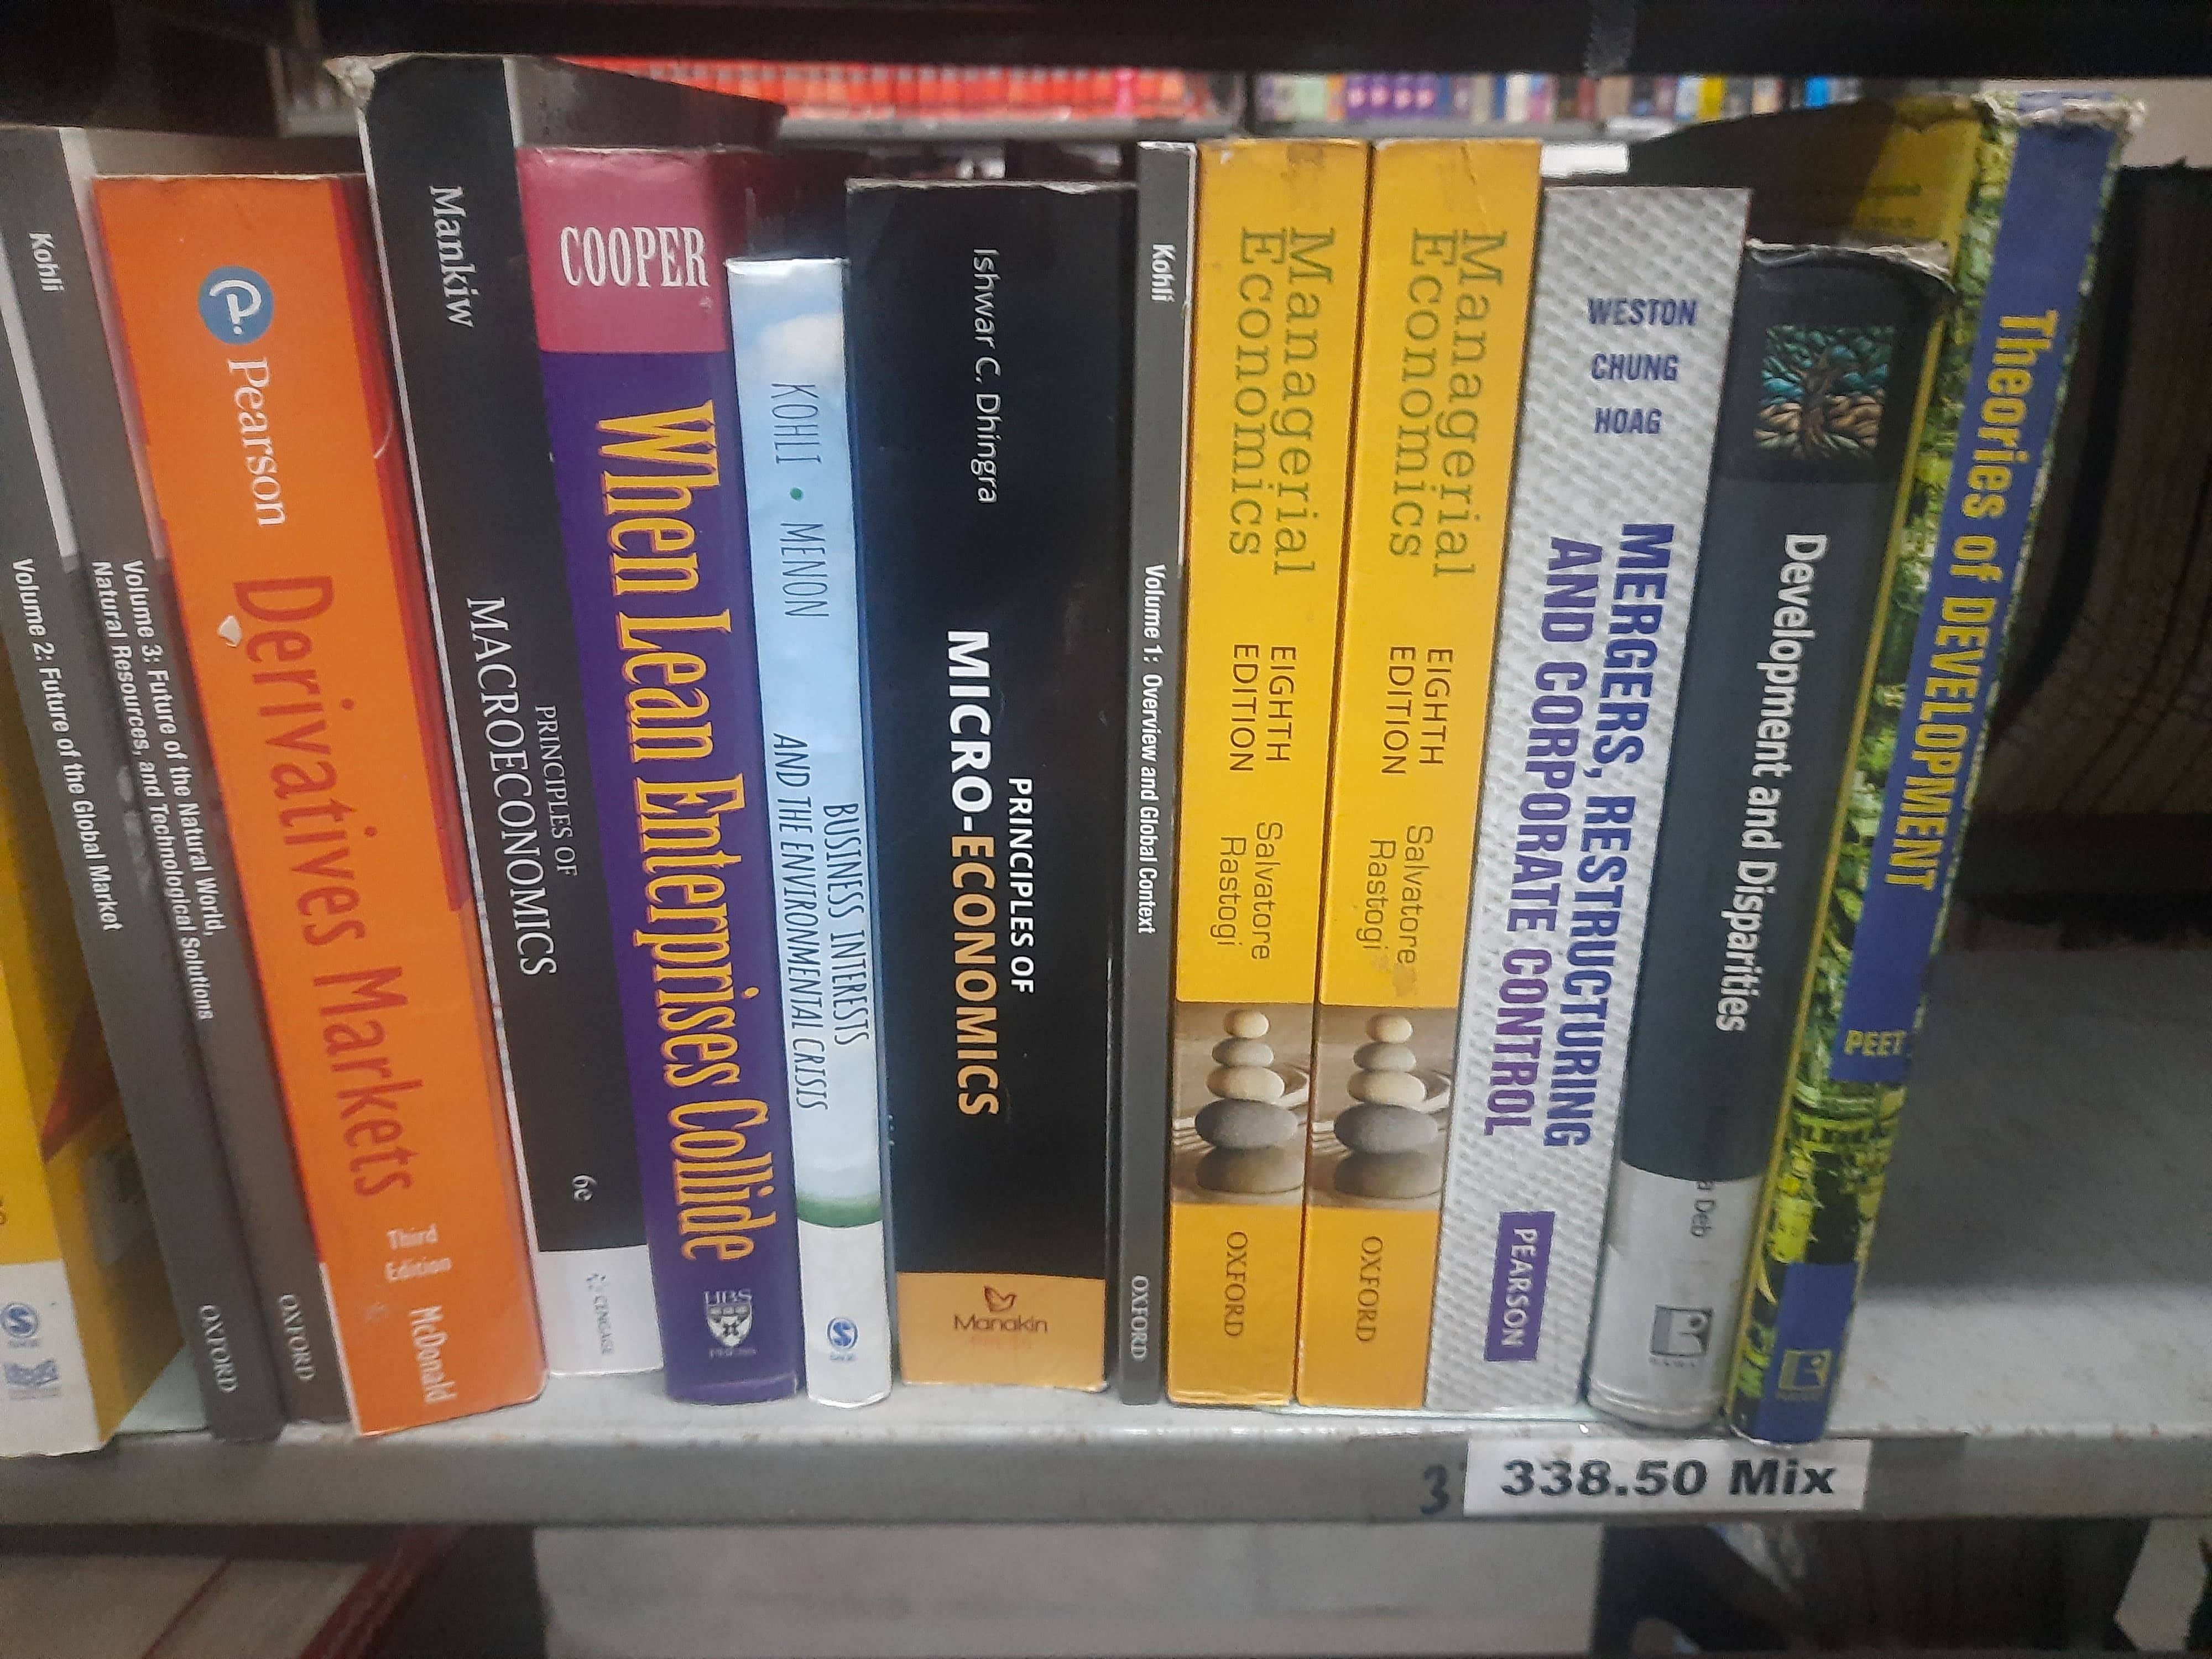 Kohli
Volume 2: Future of the Global Market
OXFORD
Volume 3: Future of the Natural World,
Natural Resources, and Technological Solutions
OXFORD
Pearson
Derivatives Markets
Third
Edition
McDonald
Mankiw
PRINCIPLES OF
MACROECONOMICS
6e
CENGAGE
COOPER
When Lean Enterprises Collide
HBS
PRESS
KOHLI • MENON
BUSINESS INTERESTS
AND THE ENVIRONMENTAL CRISIS
Ishwar C. Dhingra
PRINCIPLES OF
MICRO-ECONOMICS
Manakin
PRESS
Kohli
Volume 1: Overview and Global Context
OXFORD
Managerial
Economics
EIGHTH
EDITION
Salvatore
Rastogi
OXFORD
Managerial
Economics
EIGHTH
EDITION
Salvatore
Rastogi
OXFORD
WESTON
CHUNG
HOAG
MERGERS, RESTRUCTURING
AND CORPORATE CONTROL
PEARSON
Development and Disparities
a Deb
Theories of DEVELOPMENT
PEET
3
338.50 Mix